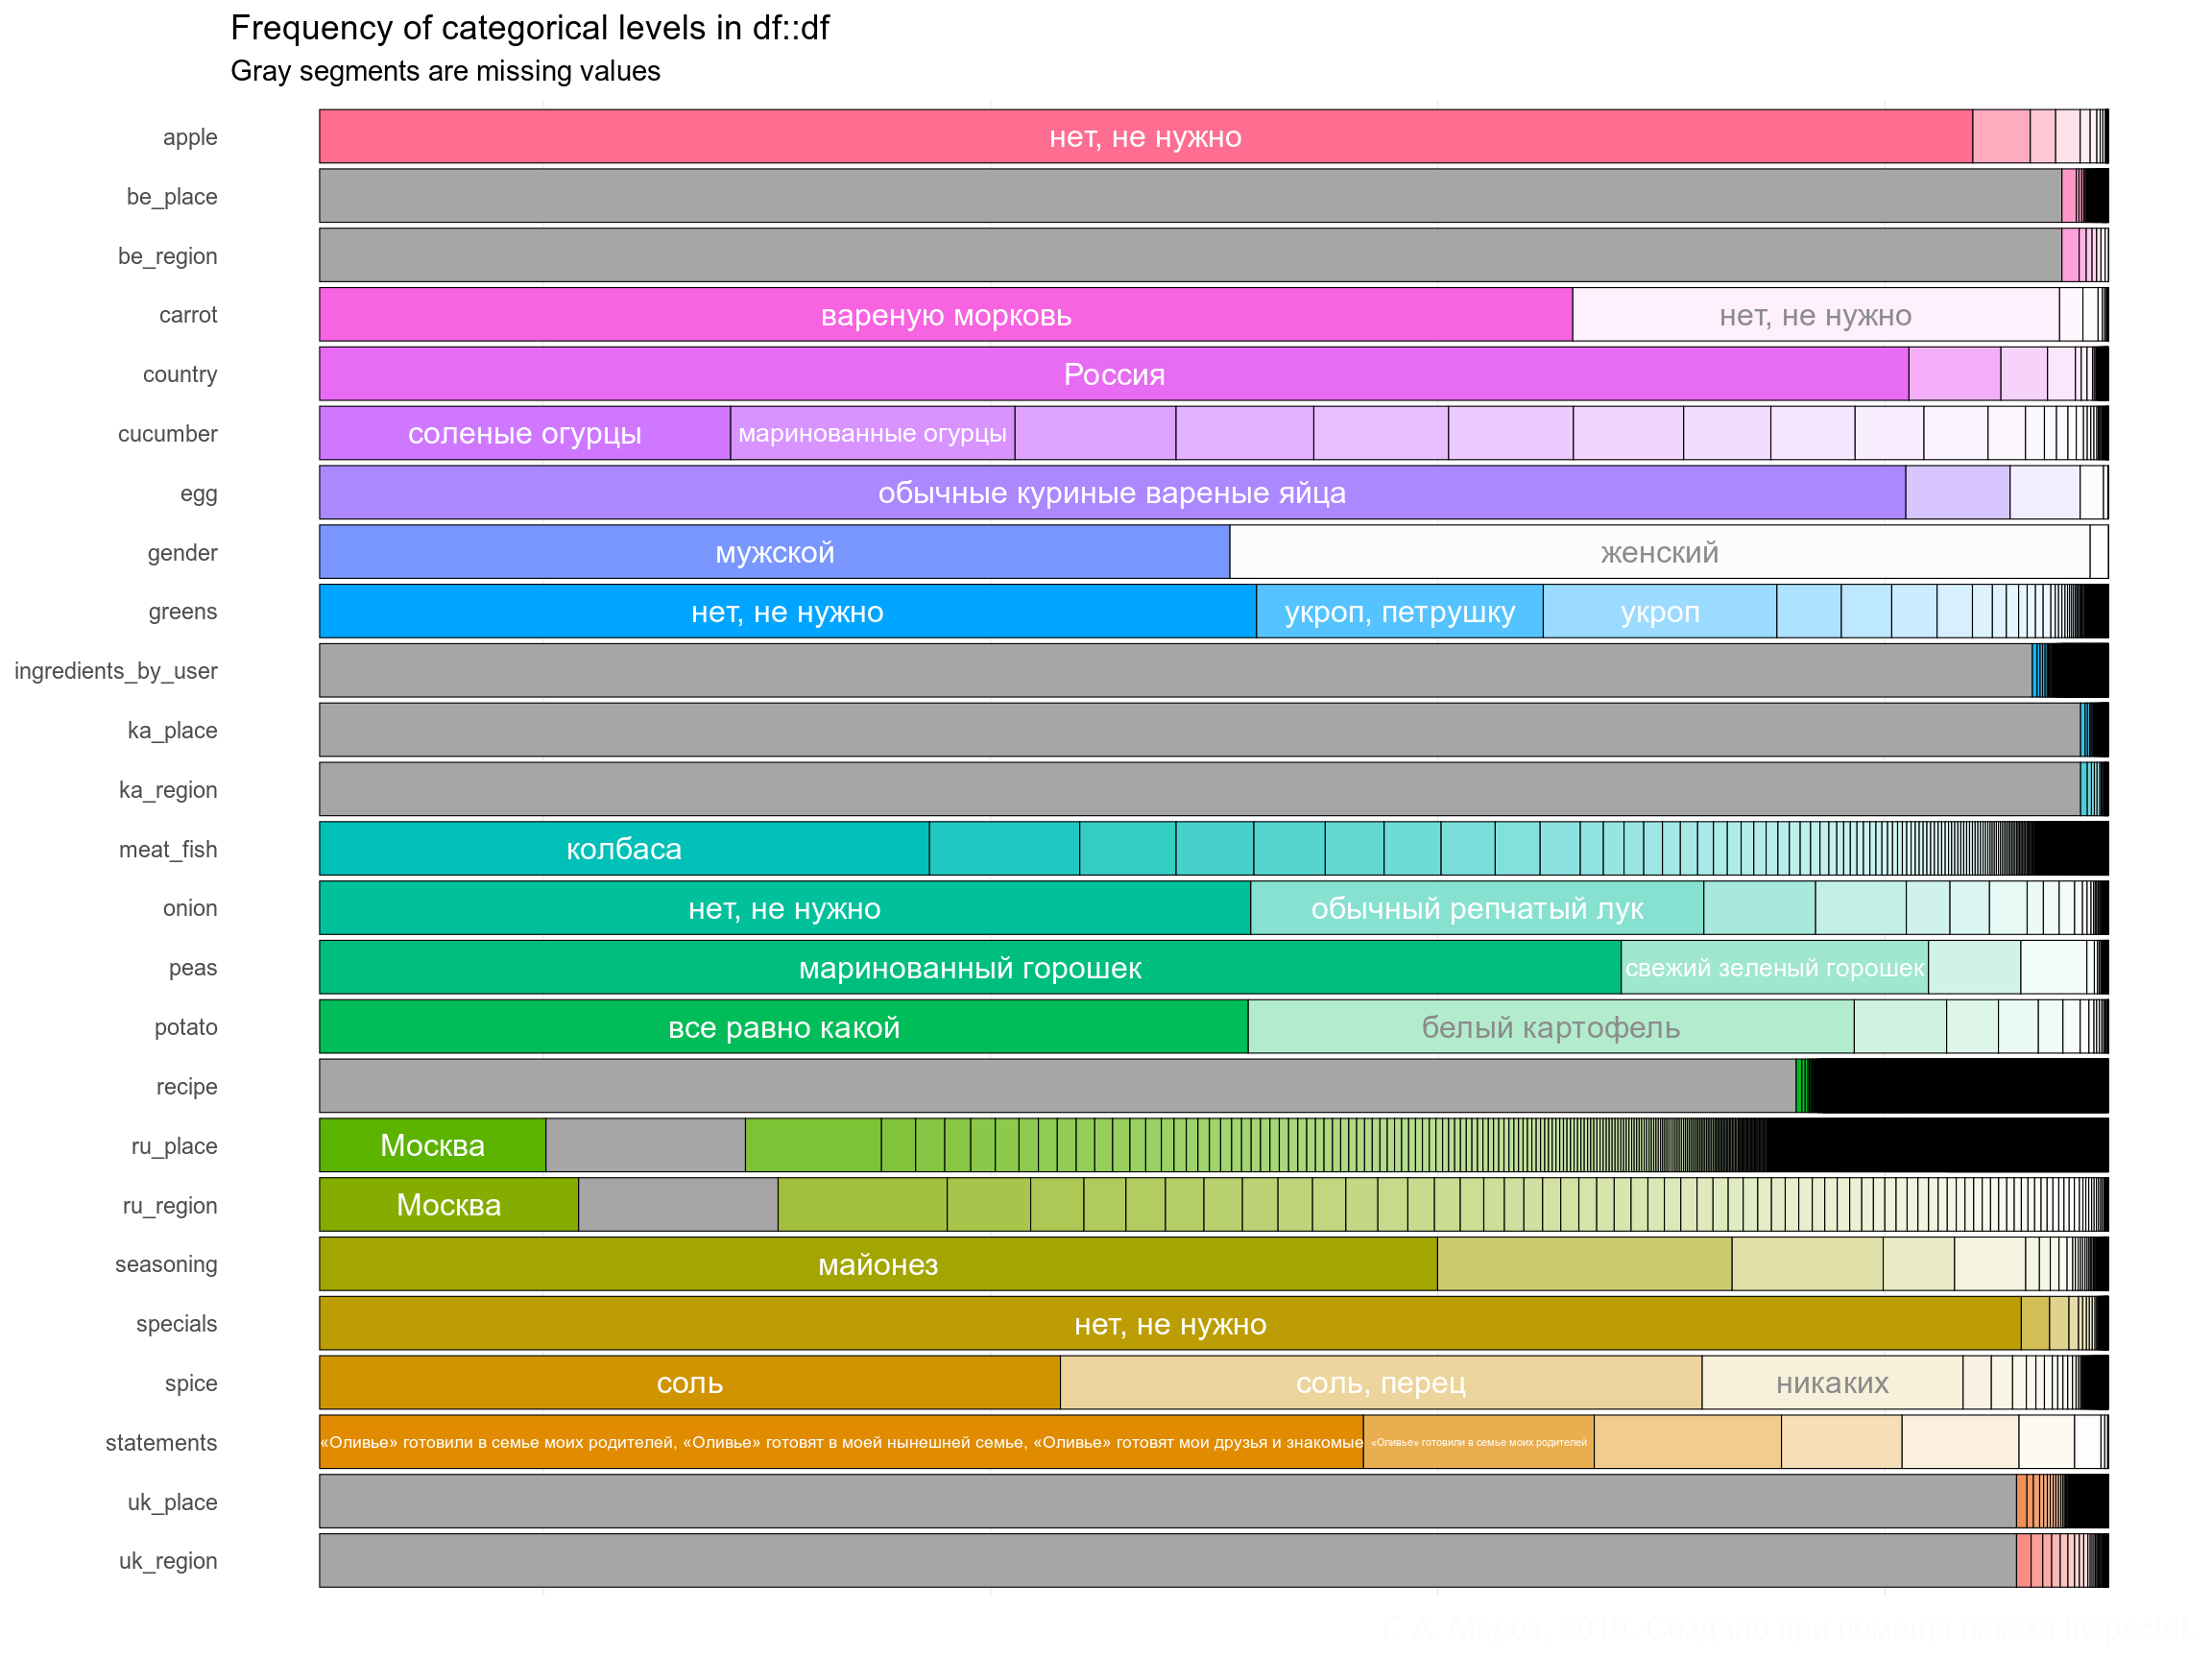 Frequency of categorical levels in df::df
Gray segments are missing values
apple нет, не нужно
be_place
be_region
carrot вареную морковь нет, не нужно
country Россия
cucumber соленые огурцы маринованные огурцы
egg обычные куриные вареные яйца
gender мужской женский
greens нет, не нужно укроп, петрушку укроп
ingredients_by_user
ka_place
ka_region
meat_fish колбаса
onion нет, не нужно обычный репчатый лук
peas маринованный горошек свежий зеленый горошек
potato все равно какой белый картофель
recipe
ru_place Москва
ru_region Москва
seasoning майонез
specials нет, не нужно
spice соль соль, перец никаких
statements «Оливье» готовили в семье моих родителей, «Оливье» готовят в моей нынешней семье, «Оливье» готовят мои друзья и знакомые «Оливье» готовили в семье моих родителей
uk_place
uk_region
Г. А. Мороз, 2019. Создано при помощи пакета inspectdf.